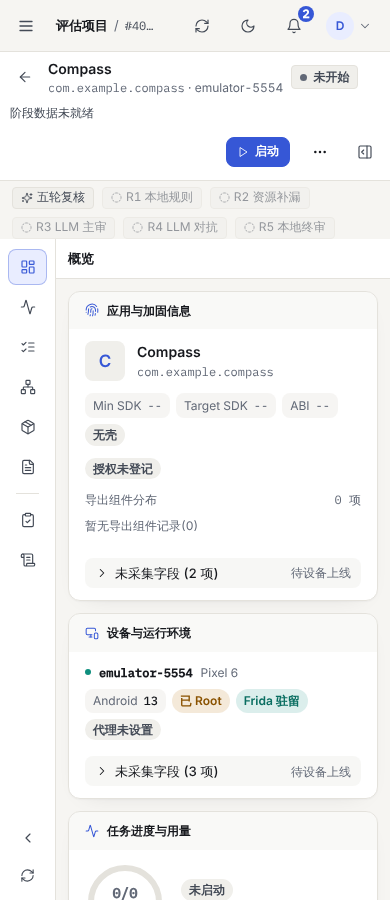 评估项目 / #40… 2 D
Compass
com.example.compass · emulator-5554 未开始
阶段数据未就绪
启动
五轮复核 R1 本地规则 R2 资源补漏
R3 LLM 主审 R4 LLM 对抗 R5 本地终审
概览
应用与加固信息
C Compass
com.example.compass
Min SDK -- Target SDK -- ABI --
无壳
授权未登记
导出组件分布 0 项
暂无导出组件记录(0)
未采集字段 (2 项) 待设备上线
设备与运行环境
emulator-5554 Pixel 6
Android 13 已 Root Frida 驻留
代理未设置
未采集字段 (3 项) 待设备上线
任务进度与用量
0/0 未启动